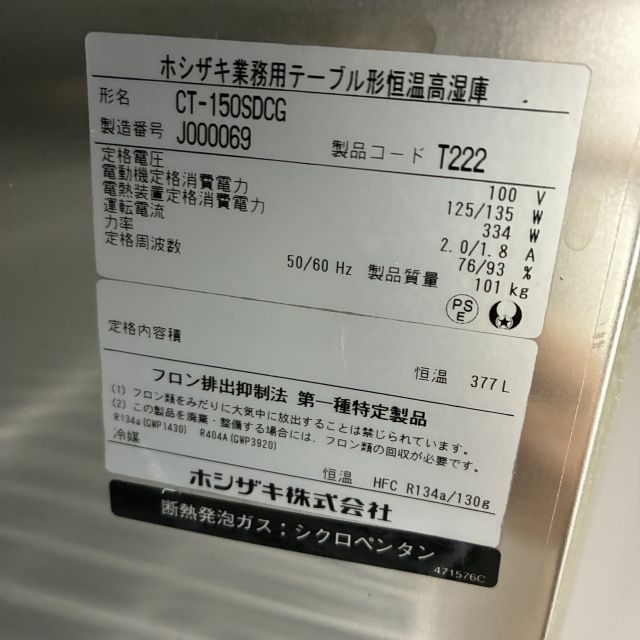 ホシザキ業務用テーブル形恒温高湿庫
形名 CT-150SDCG
製造番号 J000069 製品コード T222
定格電圧 100 V
電動機定格消費電力 125/135 W
電熱装置定格消費電力 334 W
運転電流 2.0/1.8 A
力率 76/93 %
定格周波数 50/60 Hz 製品質量 101 kg
PSE
定格内容積 恒温 377 L
フロン排出抑制法 第一種特定製品
(1) フロン類をみだりに大気中に放出することは禁じられています。
(2) この製品を廃棄・整備する場合には、フロン類の回収が必要です。
R134a(GWP1430) R404A(GWP3920)
冷媒 恒温 HFC R134a/130g
ホシザキ株式会社
断熱発泡ガス：シクロペンタン
471576C